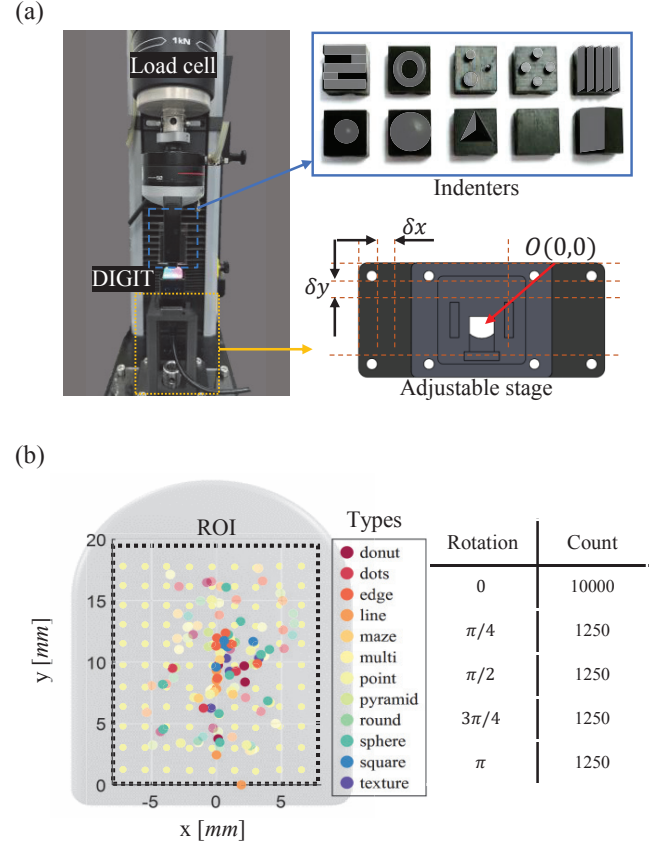 (a)
1kN
Load cell
DIGIT
Indenters
δx
O(0,0)
δy
Adjustable stage
(b)
ROI
Types
donut
dots
edge
line
maze
multi
point
pyramid
round
sphere
square
texture
20
15
10
5
0
y [mm]
-5 0 5
x [mm]
Rotation Count
0 10000
π/4 1250
π/2 1250
3π/4 1250
π 1250